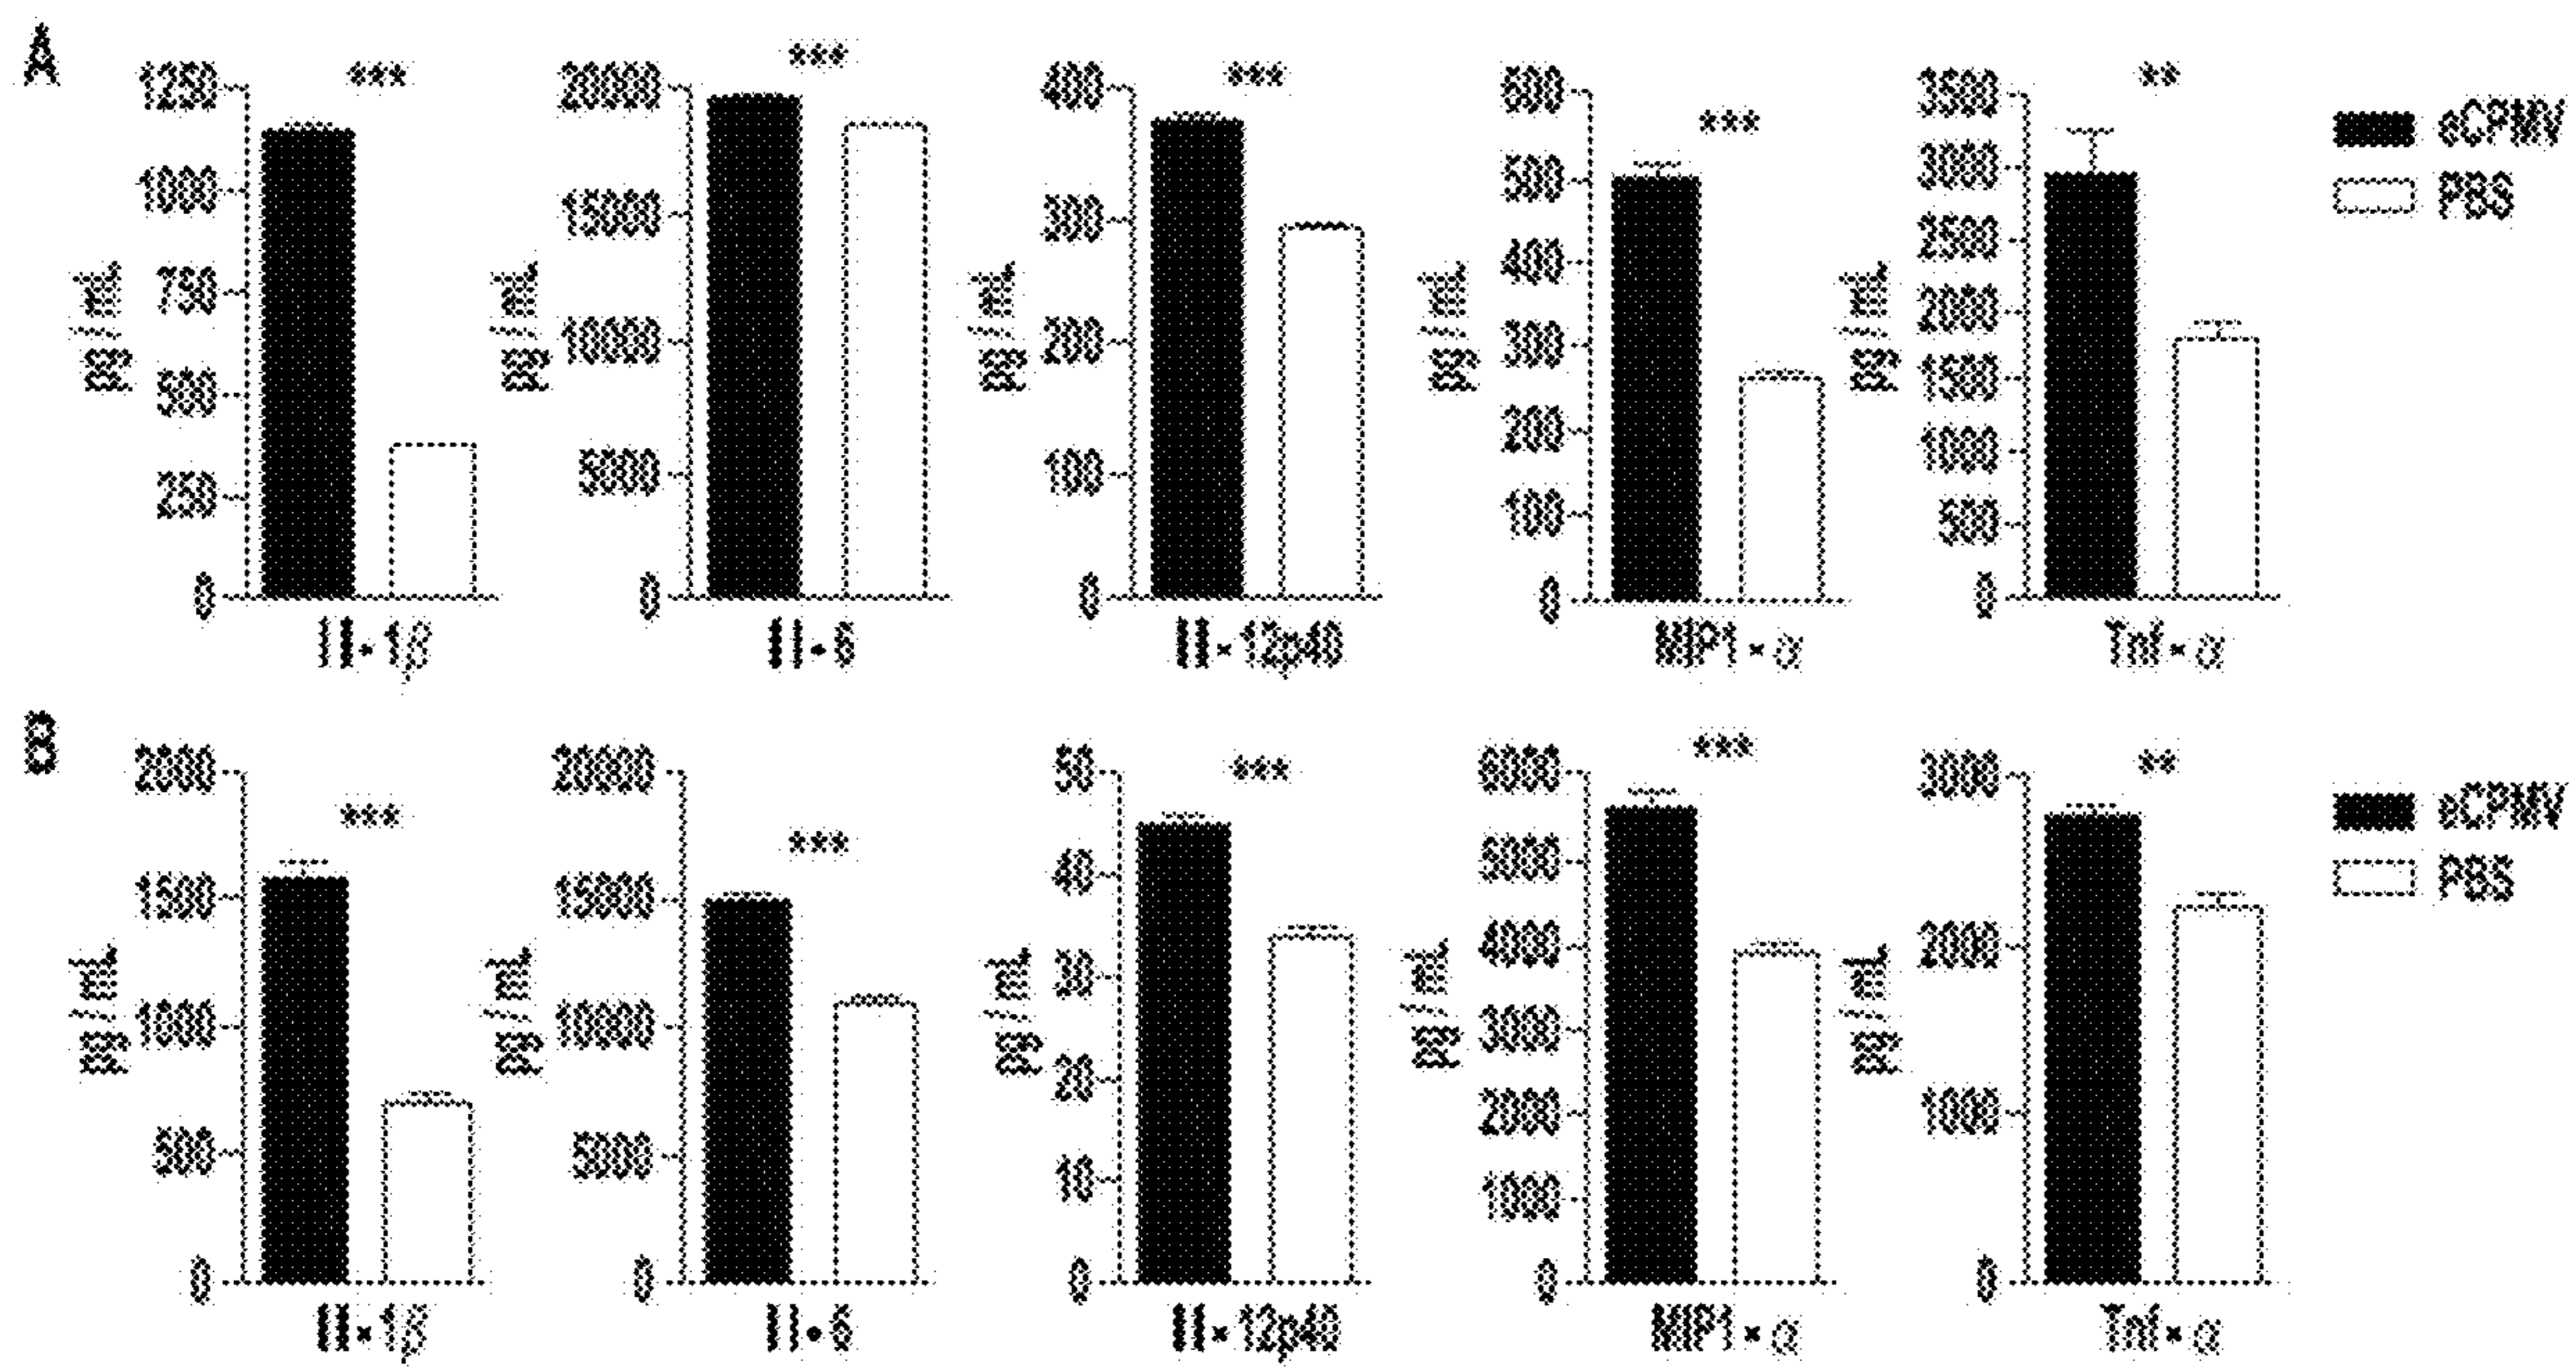 A
***
***
***
***
**
1250
1000
750
500
250
0
pg/mL
Il-1β
20000
15000
10000
5000
0
pg/mL
Il-6
400
300
200
100
0
pg/mL
Il-12p40
600
500
400
300
200
100
0
pg/mL
MIP1-α
3500
3000
2500
2000
1500
1000
500
0
pg/mL
Tnf-α
eCPMV
PBS
B
***
***
***
***
**
2000
1500
1000
500
0
pg/mL
Il-1β
20000
15000
10000
5000
0
pg/mL
Il-6
50
40
30
20
10
0
pg/mL
Il-12p40
6000
5000
4000
3000
2000
1000
0
pg/mL
MIP1-α
3000
2000
1000
0
pg/mL
Tnf-α
eCPMV
PBS